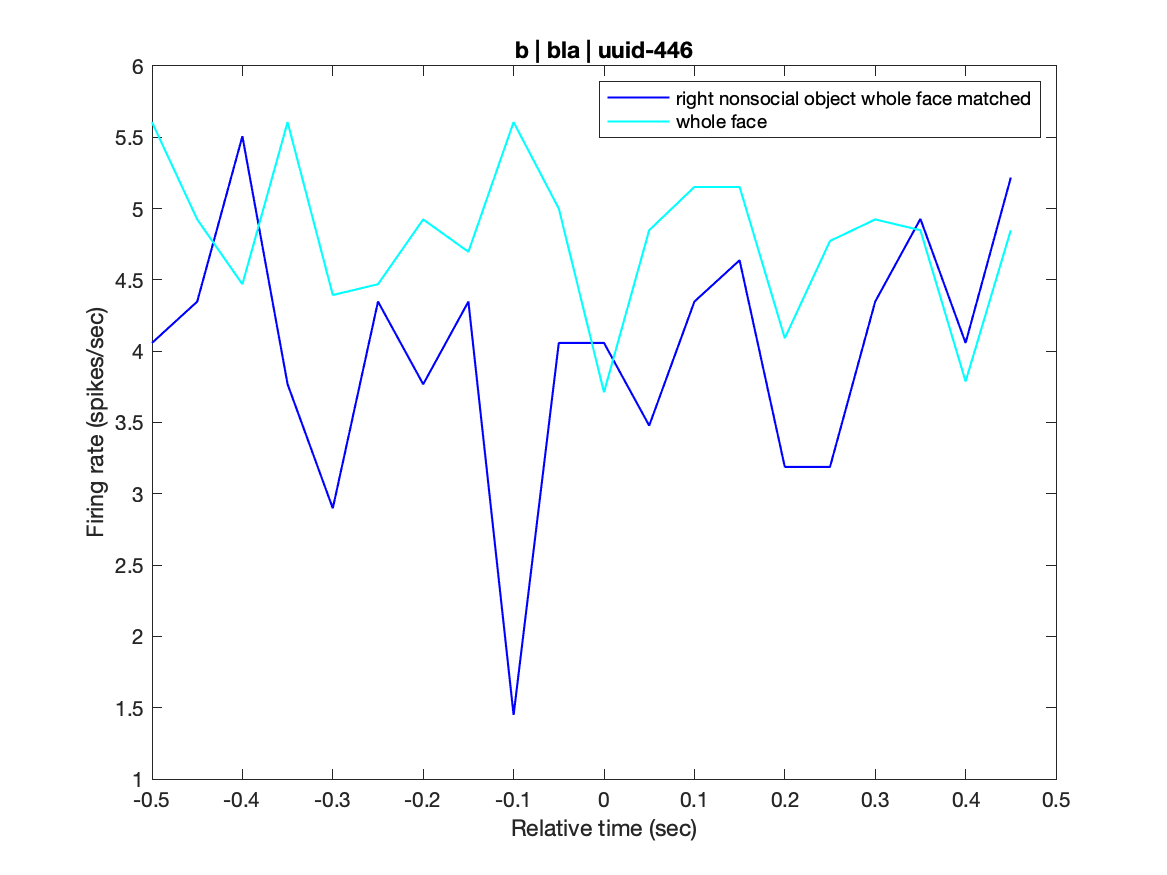 b | bla | uuid-446
right nonsocial object whole face matched
whole face
Firing rate (spikes/sec)
6
5.5
5
4.5
4
3.5
3
2.5
2
1.5
1
-0.5 -0.4 -0.3 -0.2 -0.1 0 0.1 0.2 0.3 0.4 0.5
Relative time (sec)